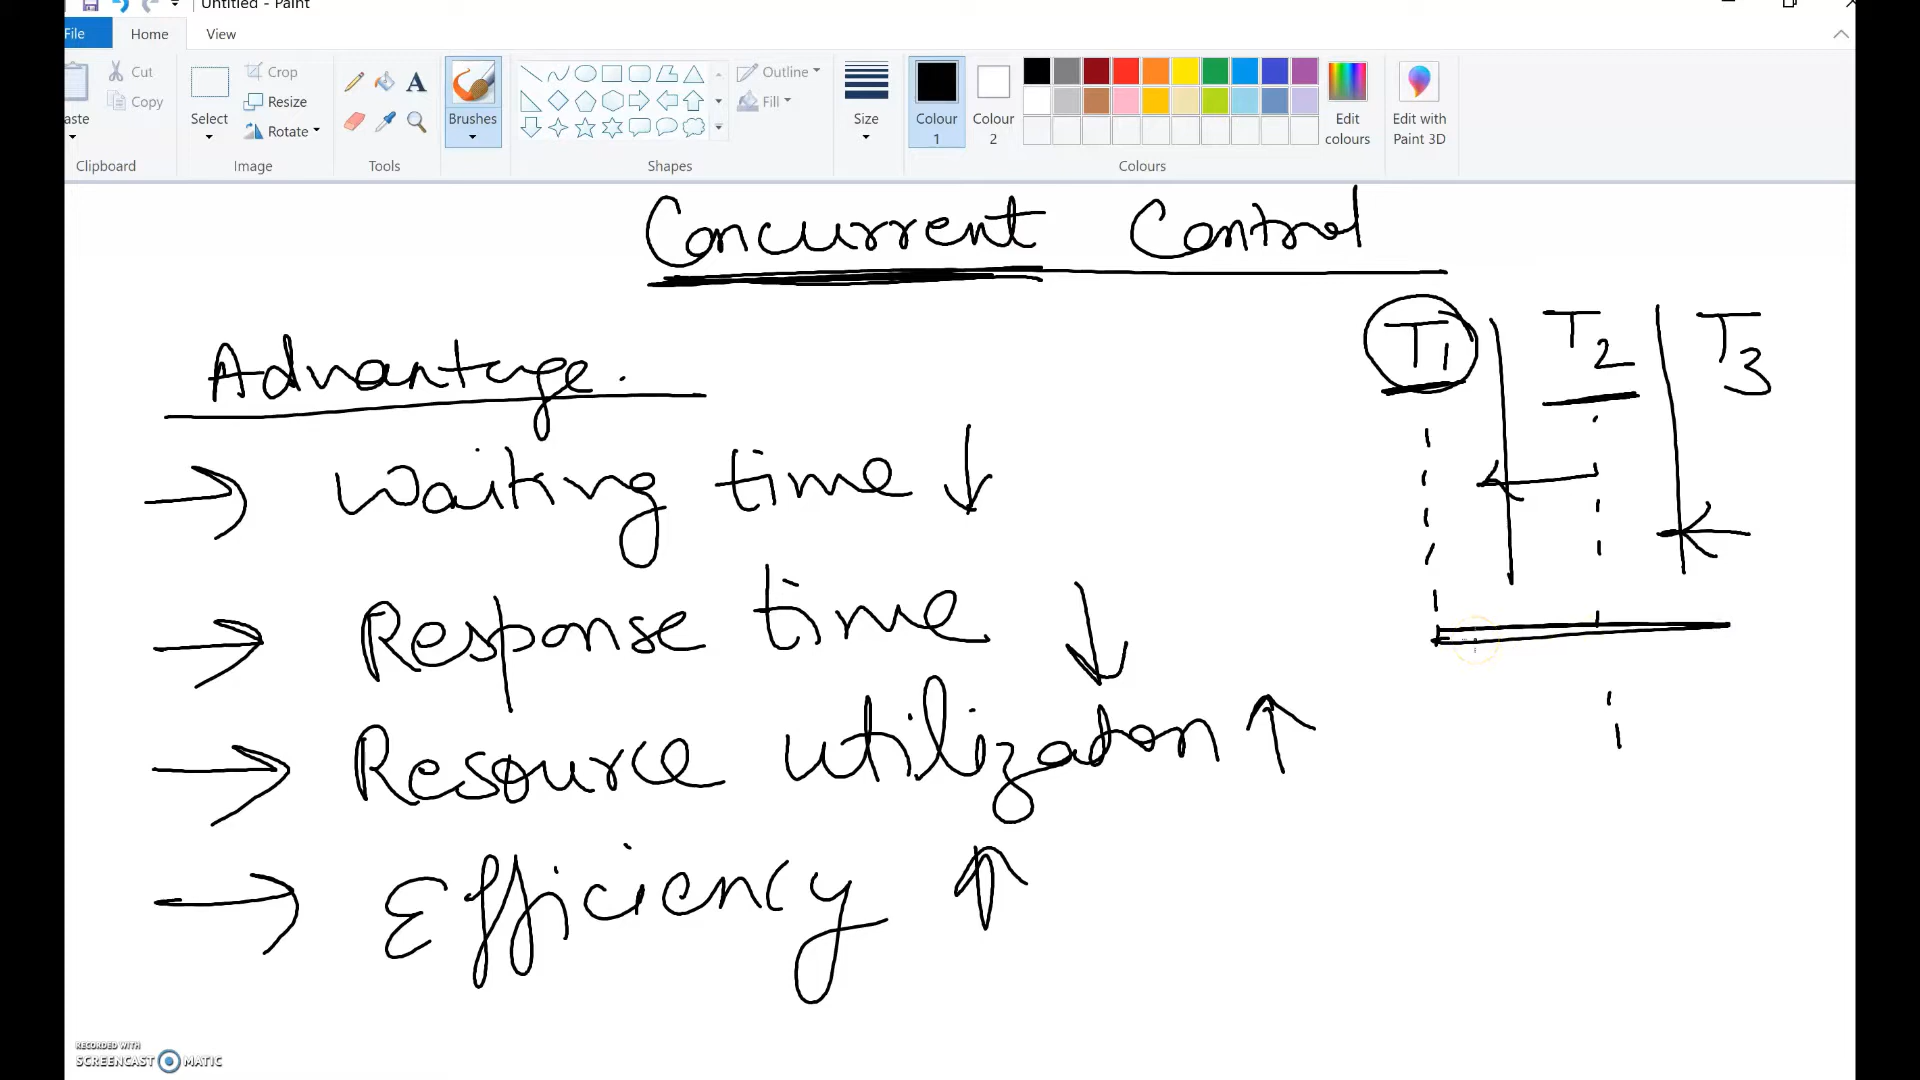 Untitled - Paint
File Home View
Cut
Copy
aste
Clipboard
Select
Crop
Resize
Rotate
Image
Tools
Brushes
Shapes
Outline
Fill
Size
Colour 1
Colour 2
Edit colours
Colours
Edit with Paint 3D
Concurrent Control
Advantage.
→ Waiting time ↓
→ Response time ↓
→ Resource utilization ↑
→ Efficiency ↑
T1 T2 T3
RECORDED WITH
SCREENCAST MATIC